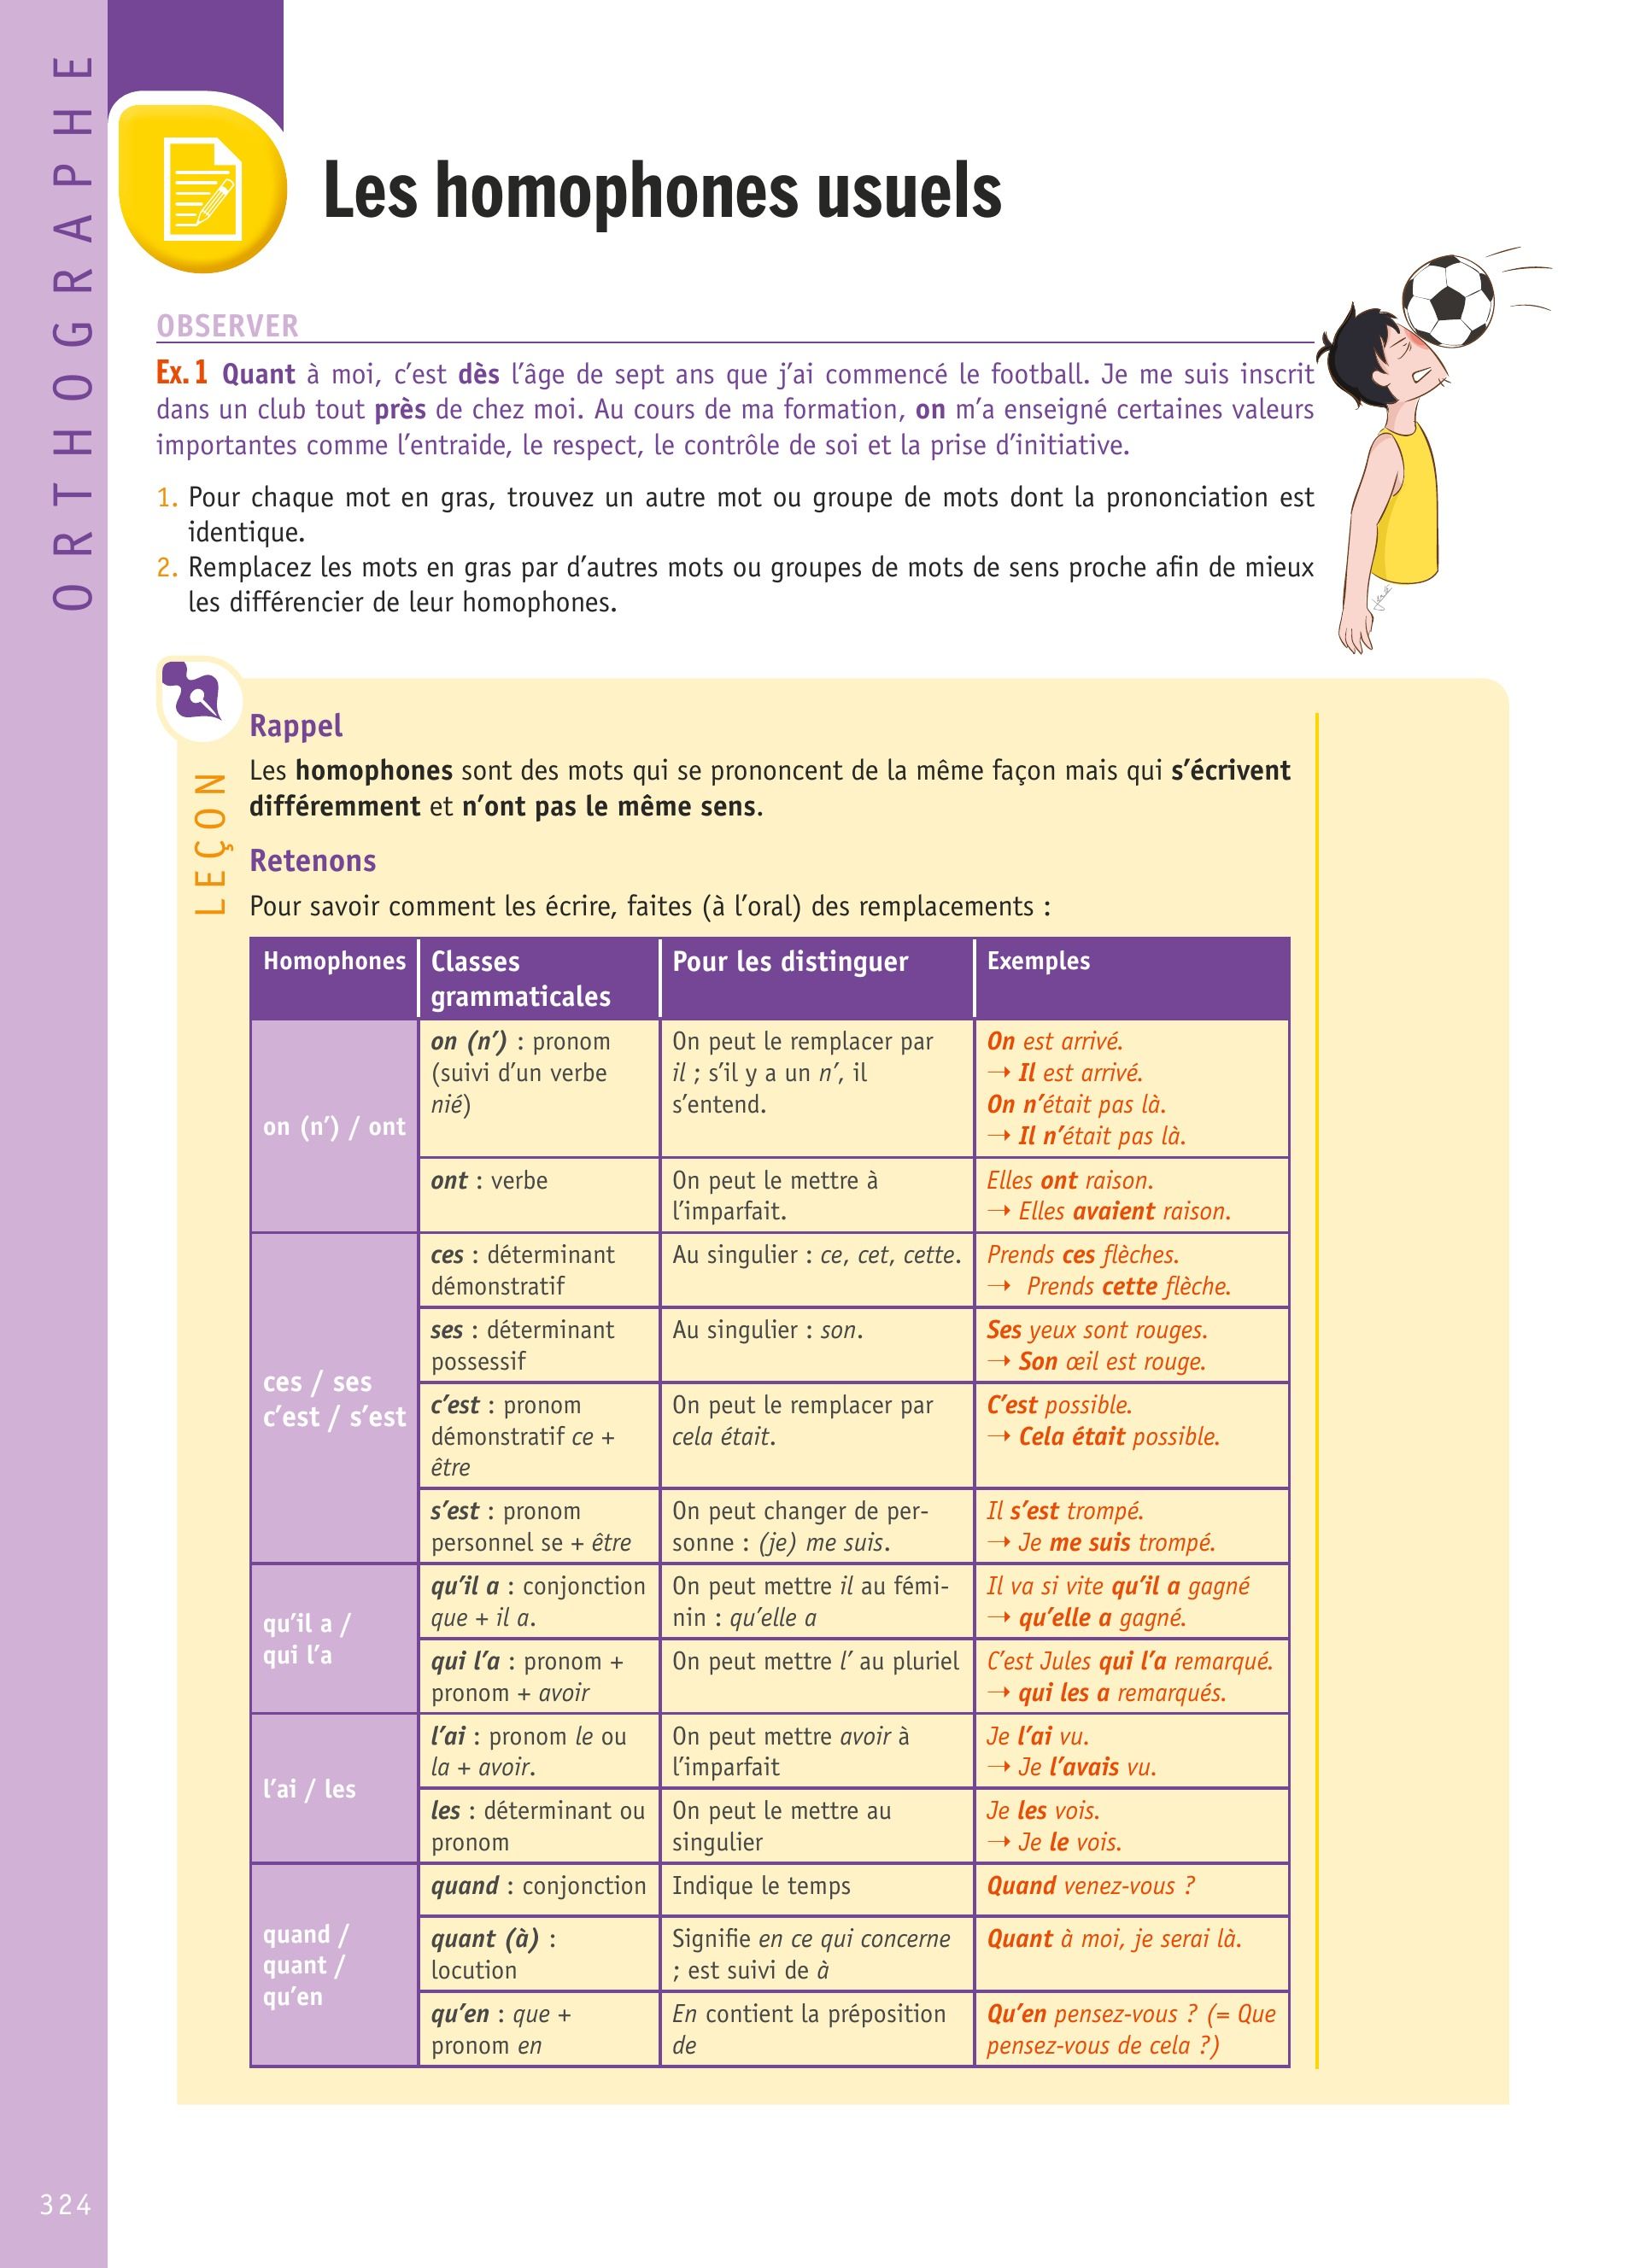 ORTHOGRAPHE
Les homophones usuels
OBSERVER
Ex.1 Quant à moi, c’est dès l’âge de sept ans que j’ai commencé le football. Je me suis inscrit
dans un club tout près de chez moi. Au cours de ma formation, on m’a enseigné certaines valeurs
importantes comme l’entraide, le respect, le contrôle de soi et la prise d’initiative.
1. Pour chaque mot en gras, trouvez un autre mot ou groupe de mots dont la prononciation est
identique.
2. Remplacez les mots en gras par d’autres mots ou groupes de mots de sens proche afin de mieux
les différencier de leur homophones.
LEÇON
Rappel
Les homophones sont des mots qui se prononcent de la même façon mais qui s’écrivent
différemment et n’ont pas le même sens.
Retenons
Pour savoir comment les écrire, faites (à l’oral) des remplacements :
Homophones
Classes
grammaticales
Pour les distinguer
Exemples
on (n’) / ont
on (n’) : pronom
(suivi d’un verbe
nié)
On peut le remplacer par
il ; s’il y a un n’, il
s’entend.
On est arrivé.
→ Il est arrivé.
On n’était pas là.
→ Il n’était pas là.
ont : verbe
On peut le mettre à
l’imparfait.
Elles ont raison.
→ Elles avaient raison.
ces / ses
c’est / s’est
ces : déterminant
démonstratif
Au singulier : ce, cet, cette.
Prends ces flèches.
→ Prends cette flèche.
ses : déterminant
possessif
Au singulier : son.
Ses yeux sont rouges.
→ Son œil est rouge.
c’est : pronom
démonstratif ce +
être
On peut le remplacer par
cela était.
C’est possible.
→ Cela était possible.
s’est : pronom
personnel se + être
On peut changer de per-
sonne : (je) me suis.
Il s’est trompé.
→ Je me suis trompé.
qu’il a /
qui l’a
qu’il a : conjonction
que + il a.
On peut mettre il au fémi-
nin : qu’elle a
Il va si vite qu’il a gagné
→ qu’elle a gagné.
qui l’a : pronom +
pronom + avoir
On peut mettre l’ au pluriel
C’est Jules qui l’a remarqué.
→ qui les a remarqués.
l’ai / les
l’ai : pronom le ou
la + avoir.
On peut mettre avoir à
l’imparfait
Je l’ai vu.
→ Je l’avais vu.
les : déterminant ou
pronom
On peut le mettre au
singulier
Je les vois.
→ Je le vois.
quand /
quant /
qu’en
quand : conjonction
Indique le temps
Quand venez-vous ?
quant (à) :
locution
Signifie en ce qui concerne
; est suivi de à
Quant à moi, je serai là.
qu’en : que +
pronom en
En contient la préposition
de
Qu’en pensez-vous ? (= Que
pensez-vous de cela ?)
324